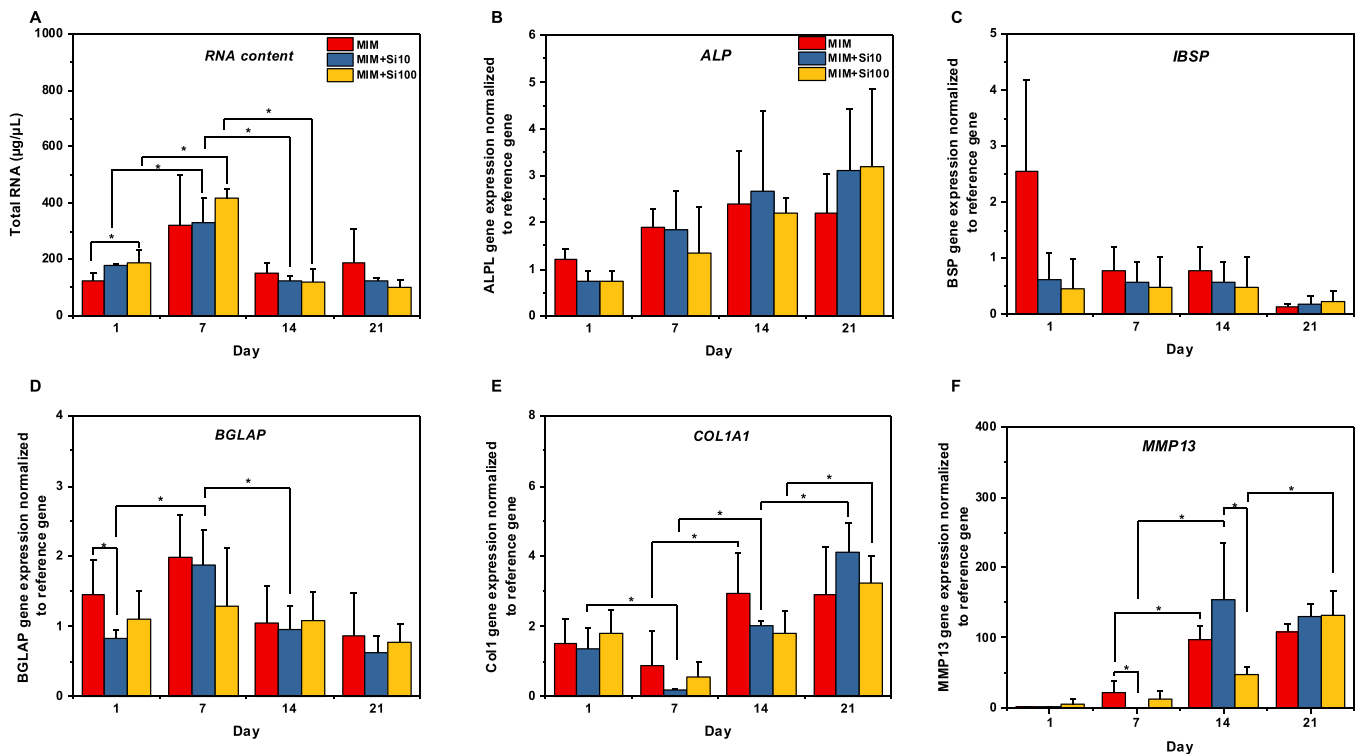 A
RNA content
MIM
MIM+Si10
MIM+Si100
1000
800
600
400
200
0
Total RNA (µg/µL)
*
*
*
*
*
1
7
14
21
Day
B
ALP
MIM
MIM+Si10
MIM+Si100
6
5
4
3
2
1
0
ALPL gene expression normalized
to reference gene
1
7
14
21
Day
C
IBSP
5
4
3
2
1
0
BSP gene expression normalized
to reference gene
1
7
14
21
Day
D
BGLAP
4
3
2
1
0
BGLAP gene expression normalized
to reference gene
*
*
*
1
7
14
21
Day
E
COL1A1
8
6
4
2
0
Col1 gene expression normalized
to reference gene
*
*
*
*
*
1
7
14
21
Day
F
MMP13
400
300
200
100
0
MMP13 gene expression normalized
to reference gene
*
*
*
*
*
1
7
14
21
Day